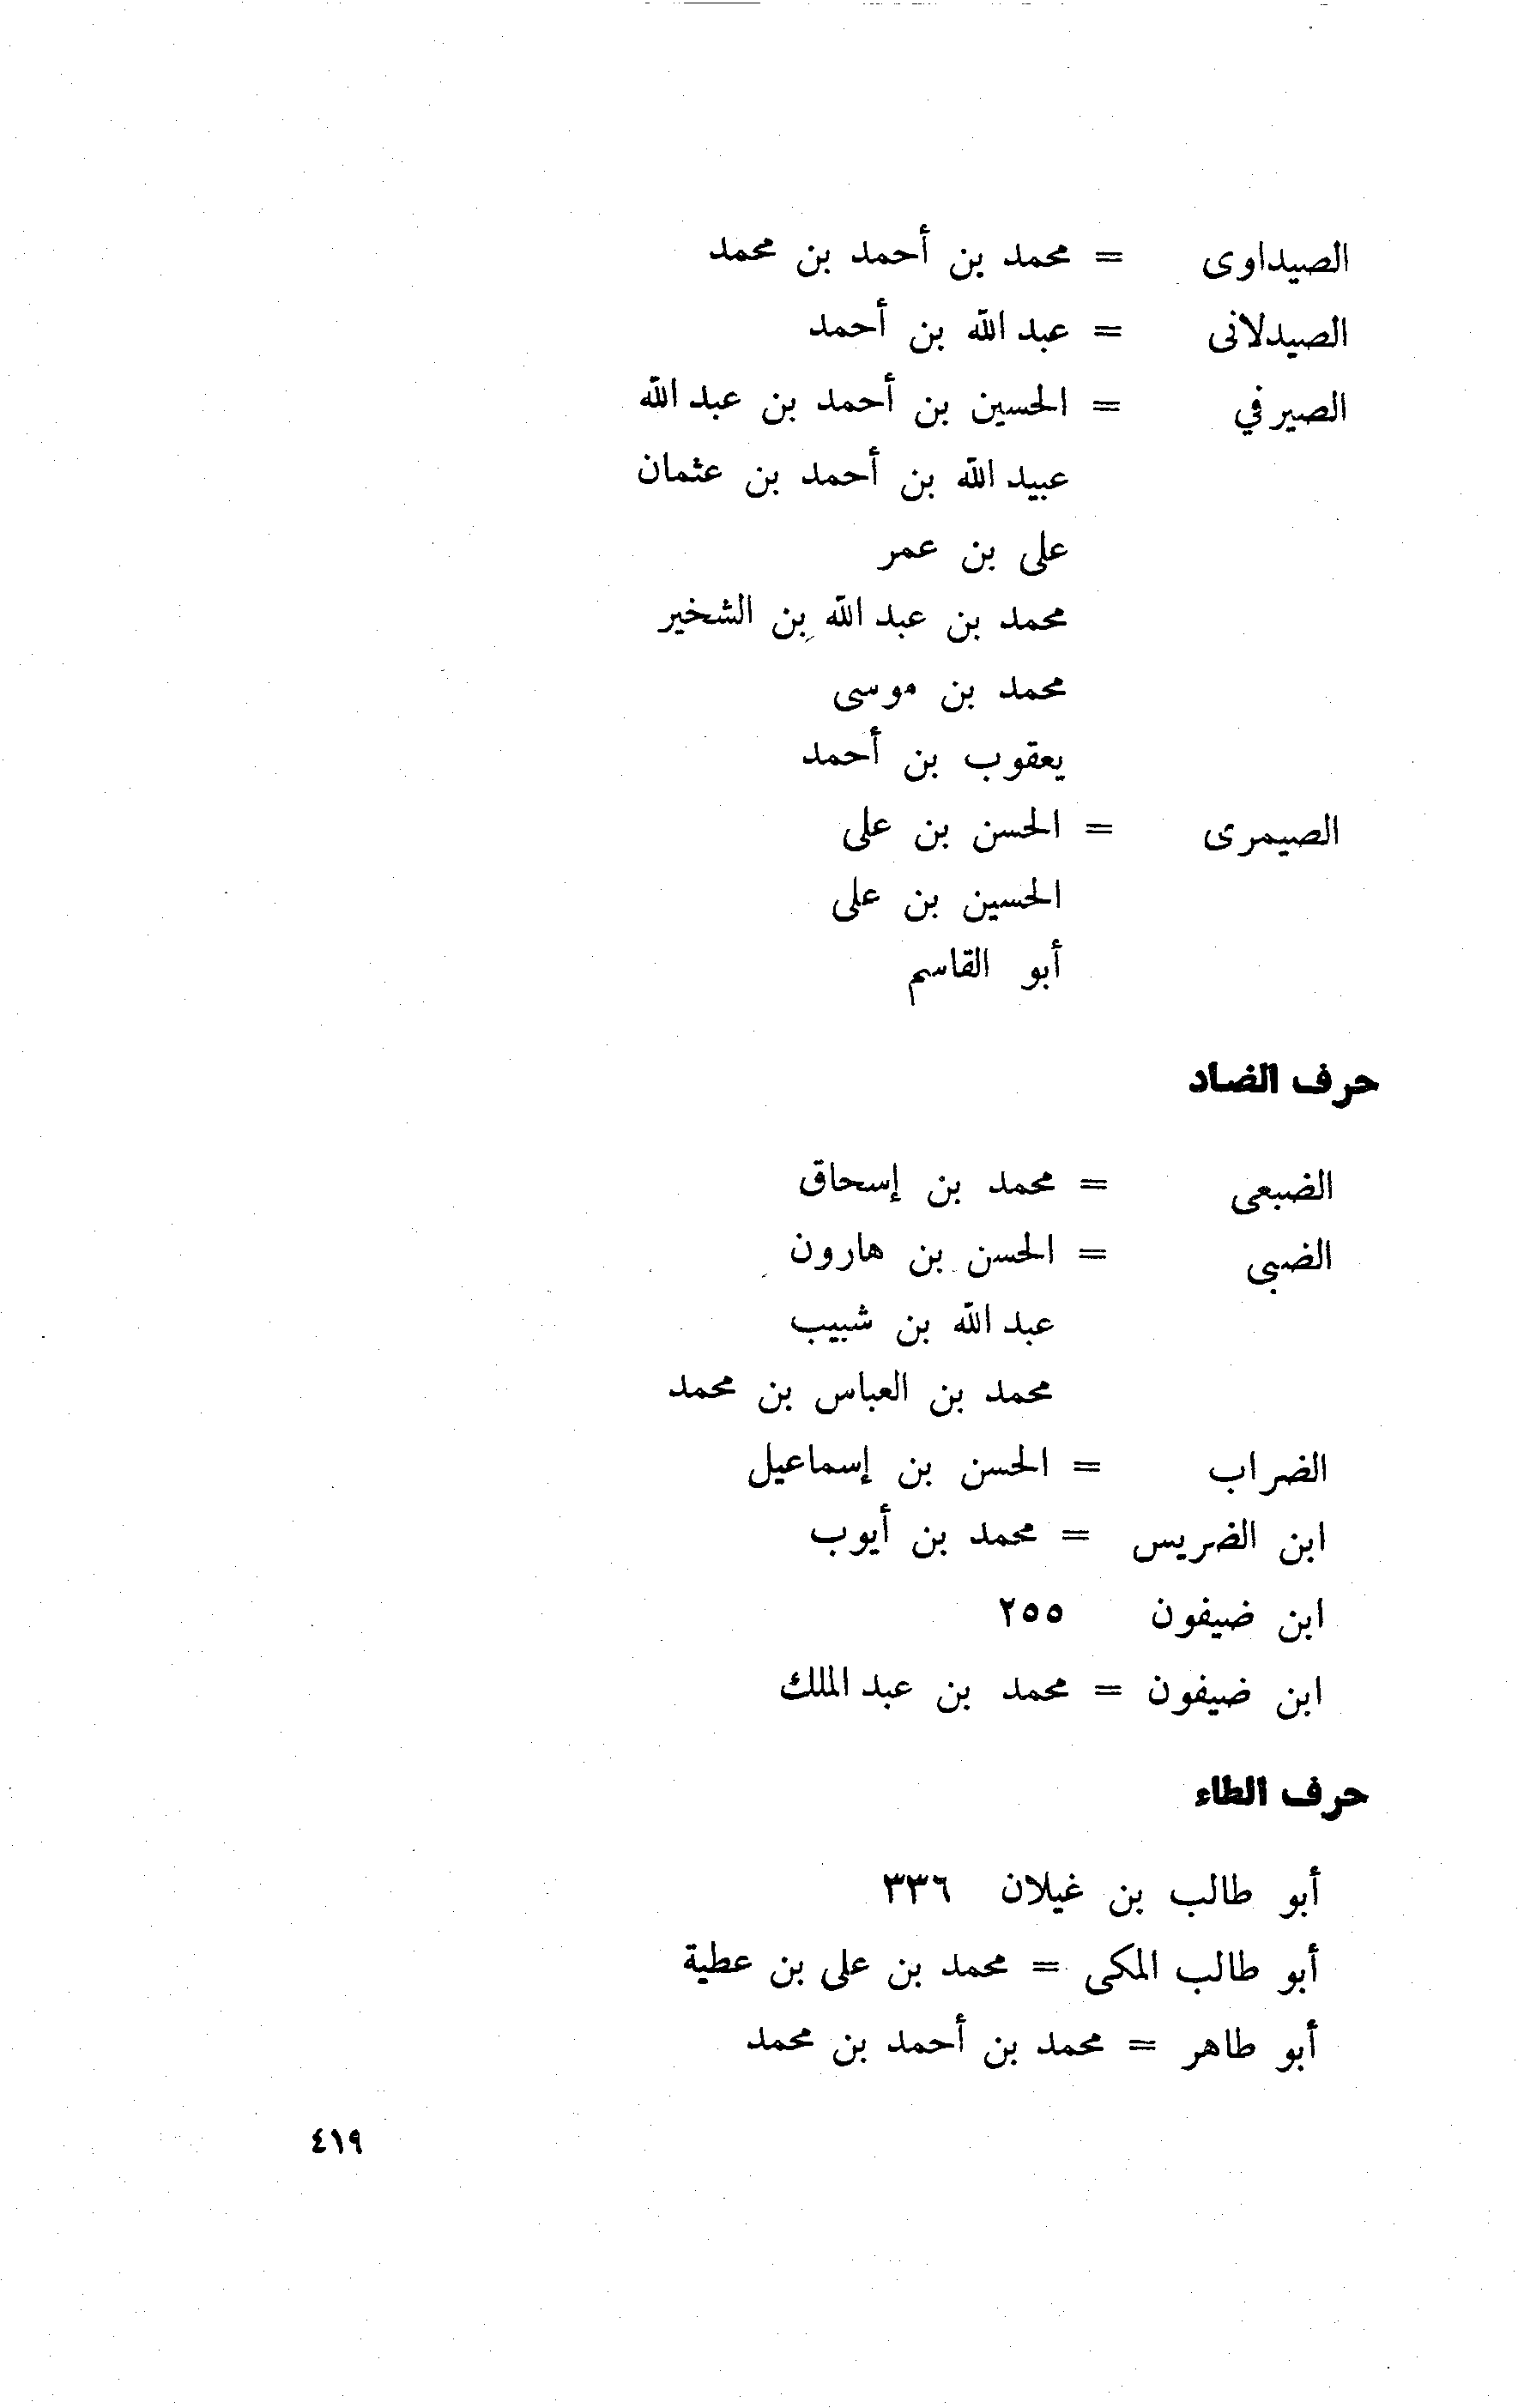 الصيداوى = محمد بن أحمد بن محمد
الصيدلانى = عبد الله بن أحمد
الصيرفي = الحسين بن أحمد بن عبد الله
عبيد الله بن أحمد بن عثمان
على بن عمر
محمد بن عبد الله بن الشخير
محمد بن موسى
يعقوب بن أحمد
الصيمرى = الحسن بن على
الحسين بن على
أبو القاسم
حرف الضاد
الضبعى = محمد بن إسحاق
الضبى = الحسن بن هارون
عبد الله بن شبيب
محمد بن العباس بن محمد
الضراب = الحسن بن إسماعيل
ابن الضريس = محمد بن أيوب
ابن ضيفون ٢٥٥
ابن ضيفون = محمد بن عبد الملك
حرف الطاء
أبو طالب بن غيلان ٣٣٦
أبو طالب المكى = محمد بن على بن عطية
أبو طاهر = محمد بن أحمد بن محمد
٤١٩